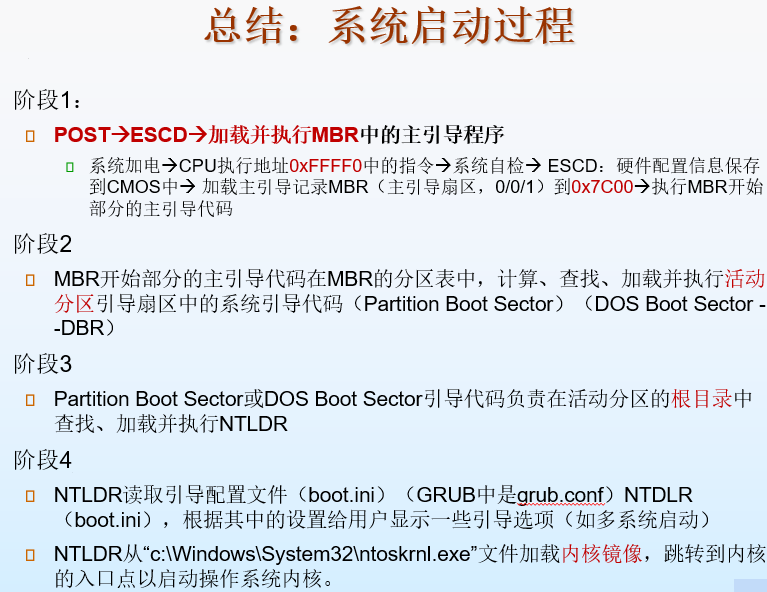 总结：系统启动过程
阶段1：
POST→ESCD→加载并执行MBR中的主引导程序
系统加电→CPU执行地址0xFFFF0中的指令→系统自检→ ESCD：硬件配置信息保存
到CMOS中→ 加载主引导记录MBR（主引导扇区，0/0/1）到0x7C00→执行MBR开始
部分的主引导代码
阶段2
MBR开始部分的主引导代码在MBR的分区表中，计算、查找、加载并执行活动
分区引导扇区中的系统引导代码（Partition Boot Sector）（DOS Boot Sector -
-DBR）
阶段3
Partition Boot Sector或DOS Boot Sector引导代码负责在活动分区的根目录中
查找、加载并执行NTLDR
阶段4
NTLDR读取引导配置文件（boot.ini）（GRUB中是grub.conf）NTDLR
（boot.ini），根据其中的设置给用户显示一些引导选项（如多系统启动）
NTLDR从“c:\Windows\System32\ntoskrnl.exe”文件加载内核镜像，跳转到内核
的入口点以启动操作系统内核。